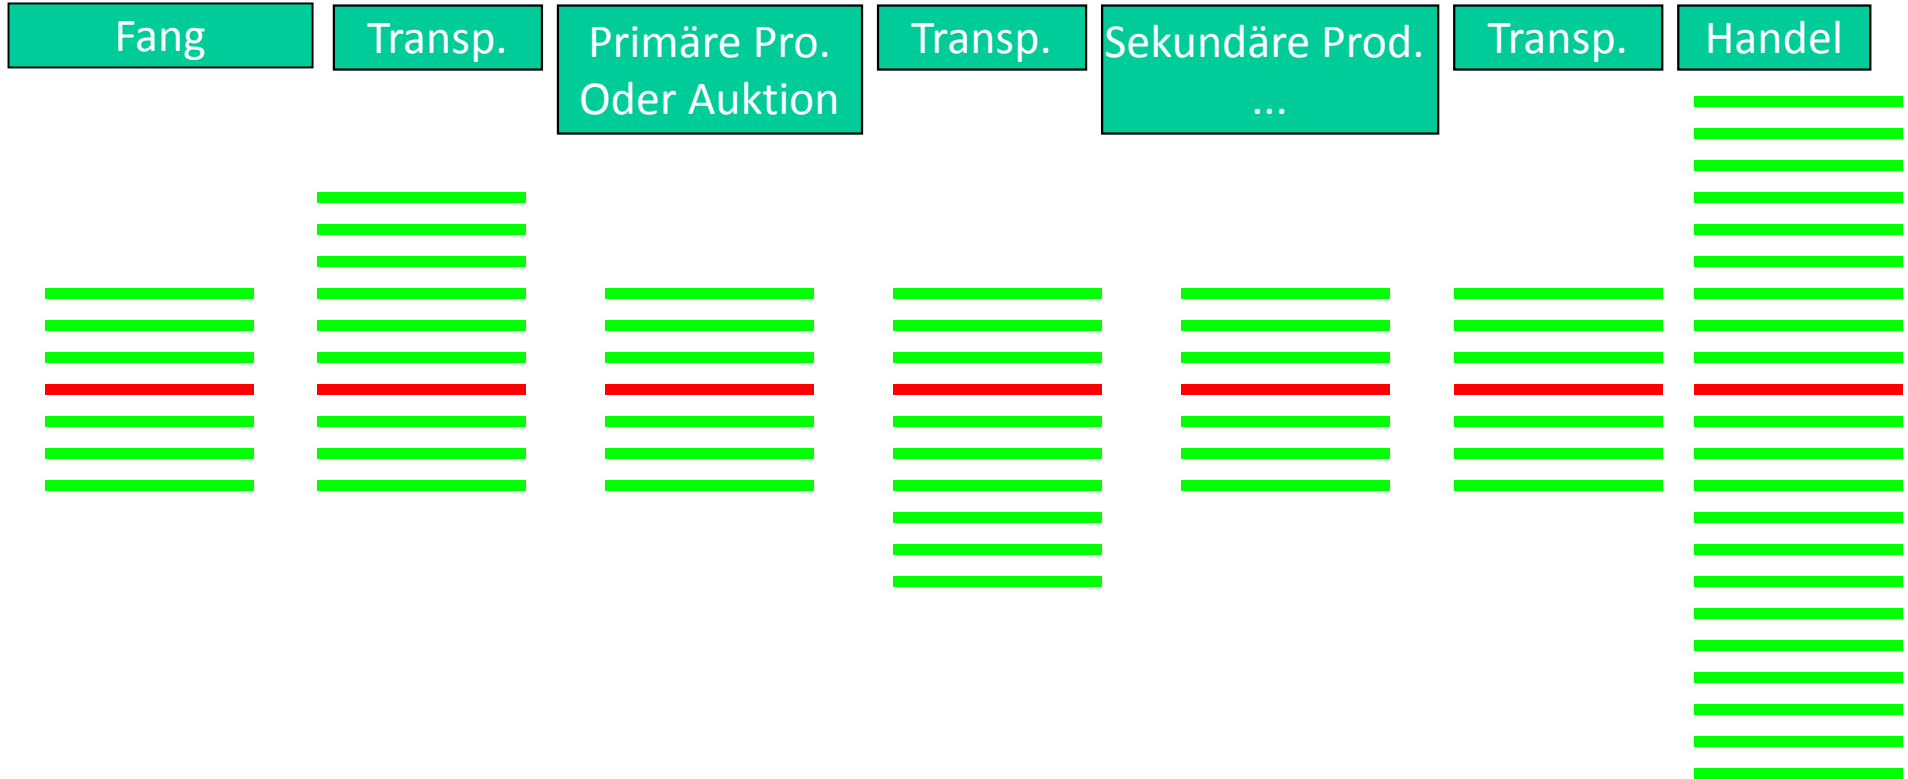 Fang
Transp.
Primäre Pro.
Oder Auktion
Transp.
Sekundäre Prod.
...
Transp.
Handel